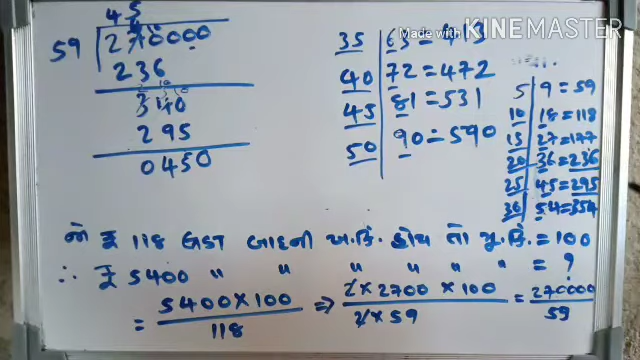 Made with KINEMASTER
45
59 270000
236
340
295
0450
35 63 = 413
40 72 = 472
45 81 = 531
50 90 = 590
5 9 = 59
10 18 = 118
15 27 = 177
20 36 = 236
25 45 = 295
36 54 = 354
જો ₹ 118 બાદની હોય તો મૂ.કિં. = 100
∴ ₹ 5400 " " " " " " = ?
= 5400 × 100 / 118 ⇒ 2 × 2700 × 100 / 2 × 59 = 270000 / 59